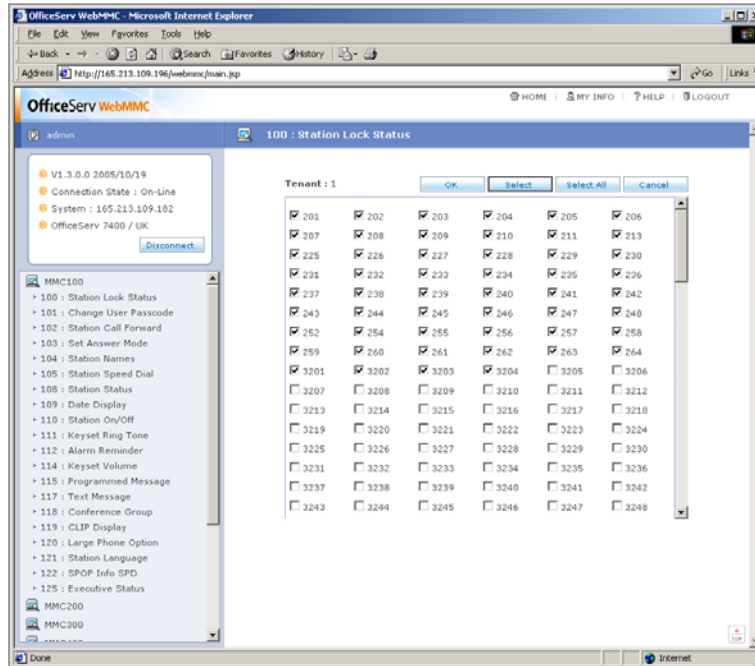 OfficeServ WebMMC - Microsoft Internet Explorer
File Edit View Favorites Tools Help
Back Search Favorites History
Address http://165.213.109.196/webmmc/main.jsp Go Links
OfficeServ WebMMC
HOME | MY INFO | ? HELP | LOGOUT
admin
100 : Station Lock Status
V1.3.0.0 2005/10/19
Connection State : On-Line
System : 165.213.109.182
OfficeServ 7400 / UK
Disconnect
MMC100
100 : Station Lock Status
101 : Change User Passcode
102 : Station Call Forward
103 : Set Answer Mode
104 : Station Names
105 : Station Speed Dial
108 : Station Status
109 : Date Display
110 : Station On/Off
111 : Keyset Ring Tone
112 : Alarm Reminder
114 : Keyset Volume
115 : Programmed Message
117 : Text Message
118 : Conference Group
119 : CLIP Display
120 : Large Phone Option
121 : Station Language
122 : SPOP Info SPD
125 : Executive Status
MMC200
MMC300
Tenant : 1 OK Select Select All Cancel
201 202 203 204 205 206
207 208 209 210 211 213
225 226 227 228 229 230
231 232 233 234 235 236
237 238 239 240 241 242
243 244 245 246 247 248
252 254 255 256 257 258
259 260 261 262 263 264
3201 3202 3203 3204 3205 3206
3207 3208 3209 3210 3211 3212
3213 3214 3215 3216 3217 3218
3219 3220 3221 3222 3223 3224
3225 3226 3227 3228 3229 3230
3231 3232 3233 3234 3235 3236
3237 3238 3239 3240 3241 3242
3243 3244 3245 3246 3247 3248
TOP
Done Internet